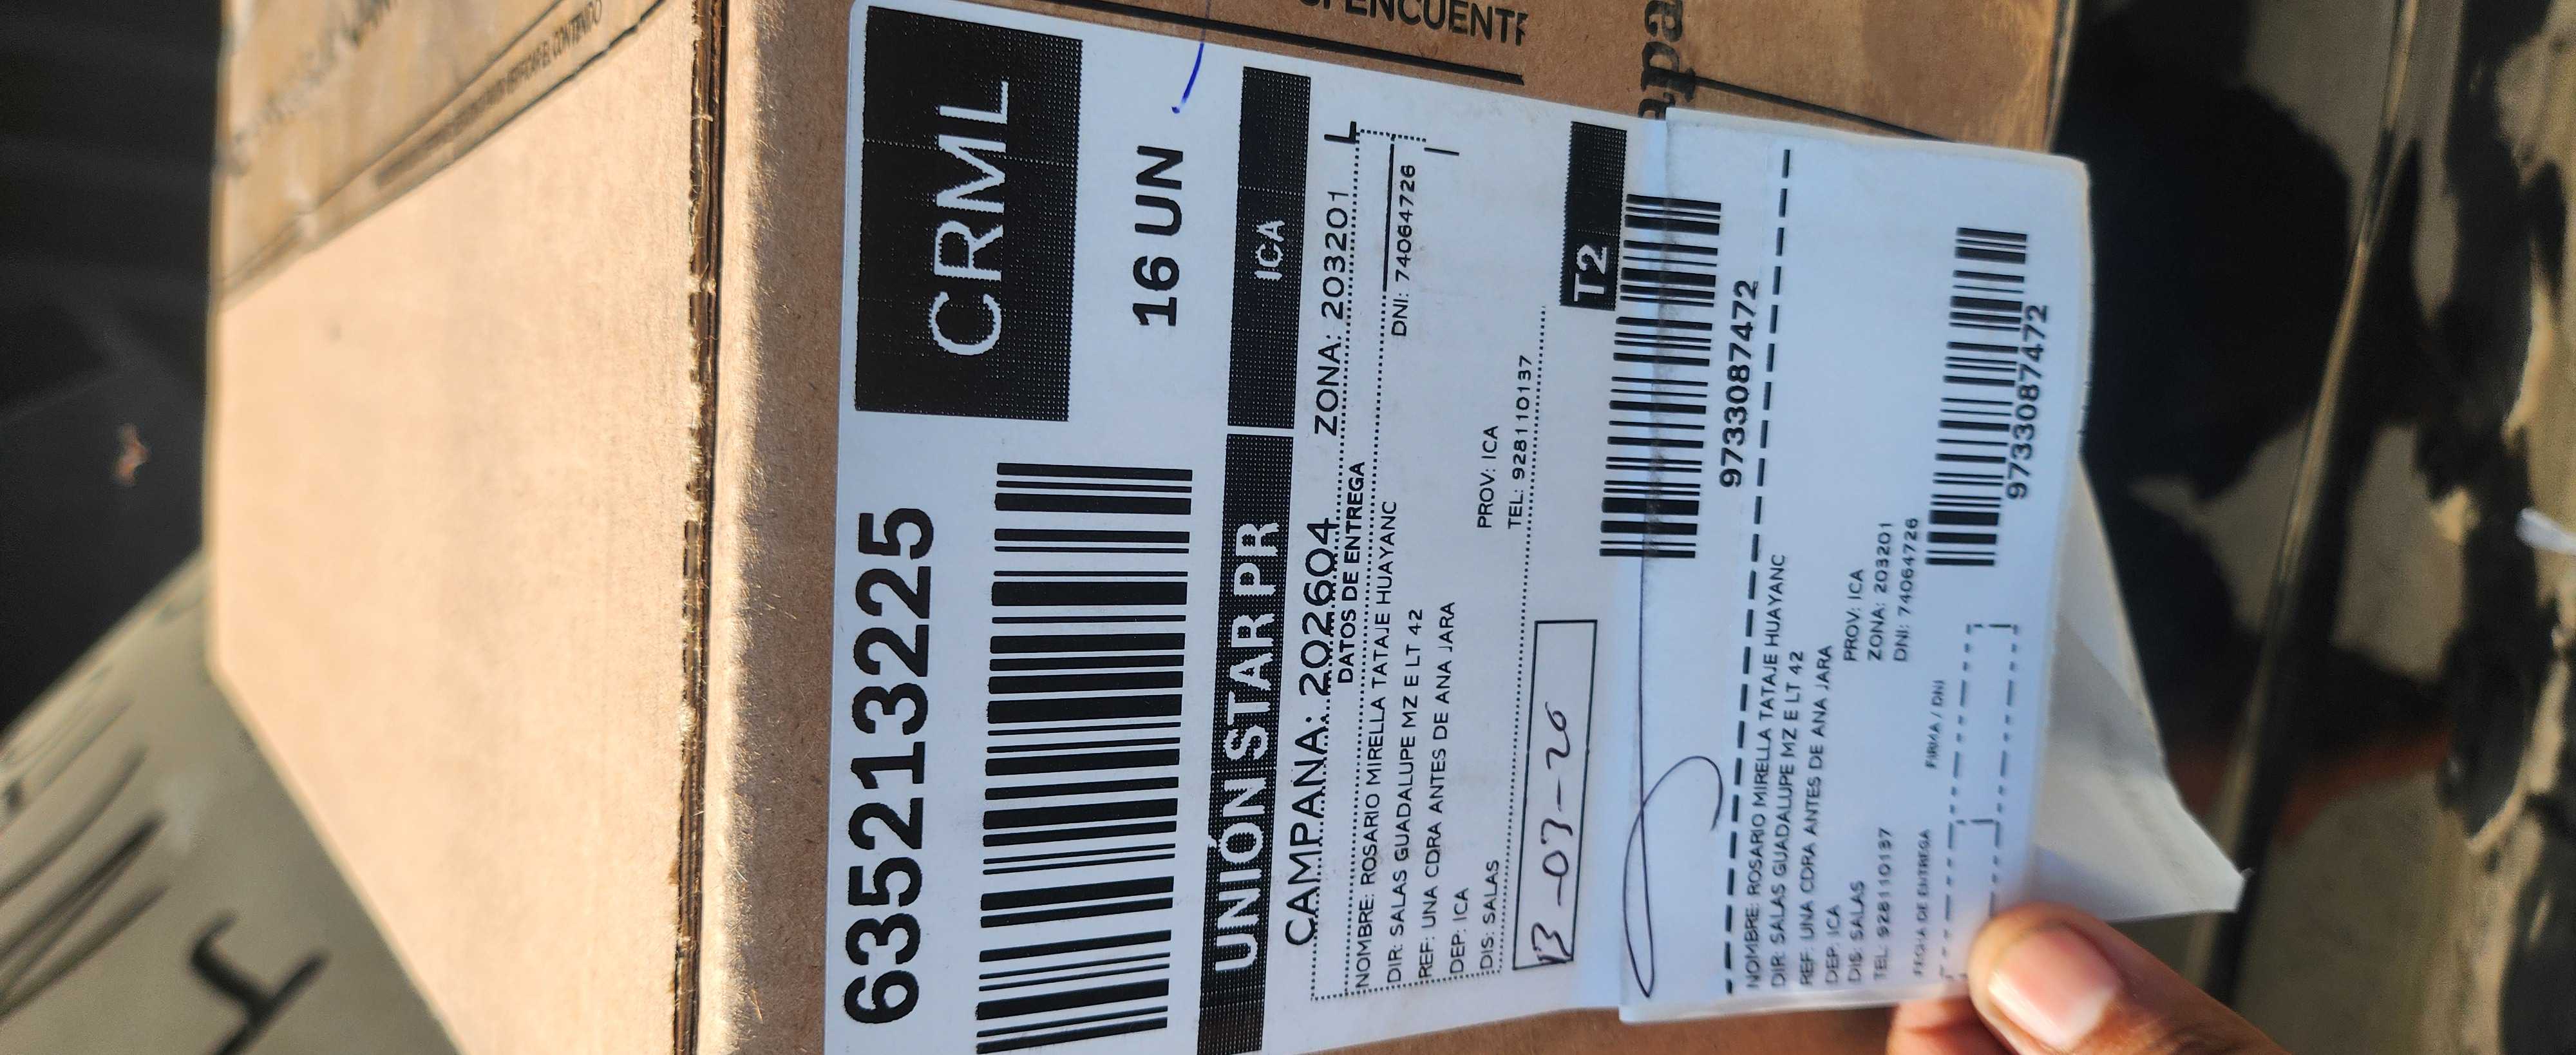 6352132225
CRML
16 UN
UNIÓN STAR PR
ICA
CAMPANA: 202604 ZONA: 203201 L
DATOS DE ENTREGA
NOMBRE: ROSARIO MIRELLA TATAJE HUAYANC
DNI: 74064726
DIR: SALAS GUADALUPE MZ E LT 42
REF: UNA CDRA ANTES DE ANA JARA
DEP: ICA PROV: ICA
DIS: SALAS TEL: 928110137
13-03-26
T2
973308 7472
NOMBRE: ROSARIO MIRELLA TATAJE HUAYANC
DIR: SALAS GUADALUPE MZ E LT 42
REF: UNA CDRA ANTES DE ANA JARA
DEP: ICA PROV: ICA
DIS: SALAS ZONA: 203201
TEL: 928110137 DNI: 74064726
FECHA DE ENTREGA FIRMA / DNI
9733087472